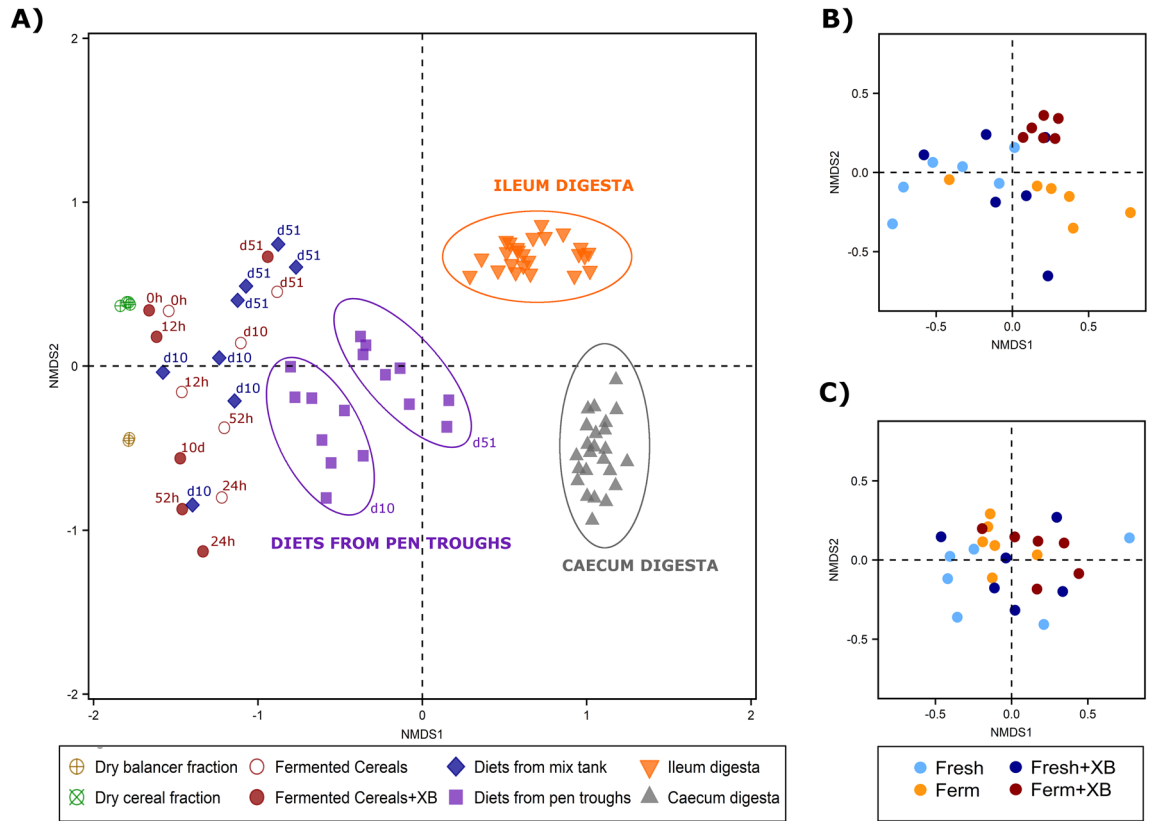 A)
2
1
0
-1
-2
NMDS2
-2
-1
0
1
2
NMDS1
ILEUM DIGESTA
d51
d51
d51
d51
d51
d51
0h
0h
12h
d10
d10
d10
d10
12h
52h
10d
d10
24h
52h
24h
d51
d10
DIETS FROM PEN TROUGHS
CAECUM DIGESTA
Dry balancer fraction
Fermented Cereals
Diets from mix tank
Ileum digesta
Dry cereal fraction
Fermented Cereals+XB
Diets from pen troughs
Caecum digesta
B)
0.5
0.0
-0.5
NMDS2
-0.5
0.0
0.5
NMDS1
C)
0.5
0.0
-0.5
NMDS2
-0.5
0.0
0.5
NMDS1
Fresh
Fresh+XB
Ferm
Ferm+XB